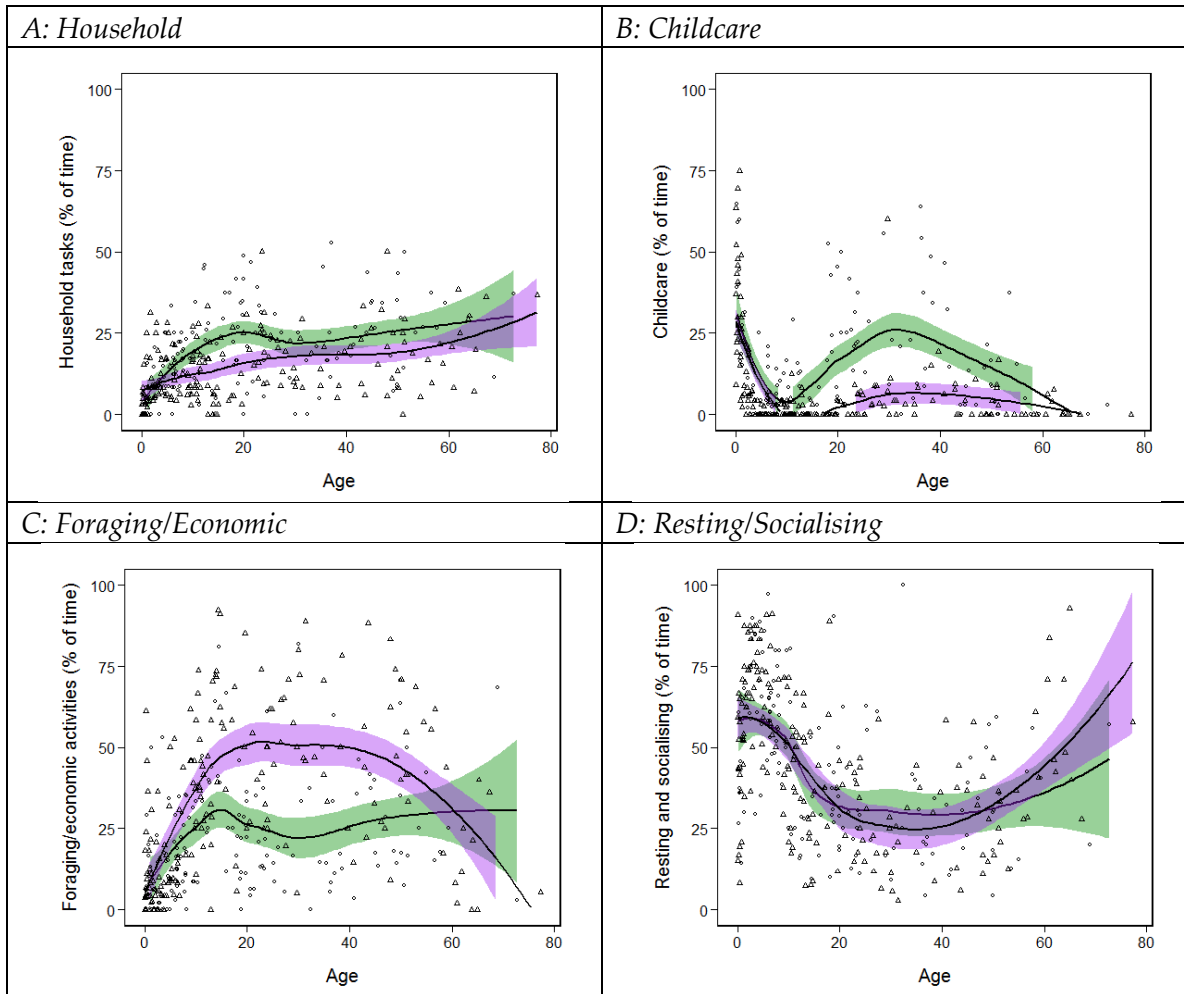 A: Household
B: Childcare
Household tasks (% of time)
100
75
50
25
0
0 20 40 60 80
Age
Childcare (% of time)
100
75
50
25
0
0 20 40 60 80
Age
C: Foraging/Economic
D: Resting/Socialising
Foraging/economic activities (% of time)
100
75
50
25
0
0 20 40 60 80
Age
Resting and socialising (% of time)
100
75
50
25
0
0 20 40 60 80
Age